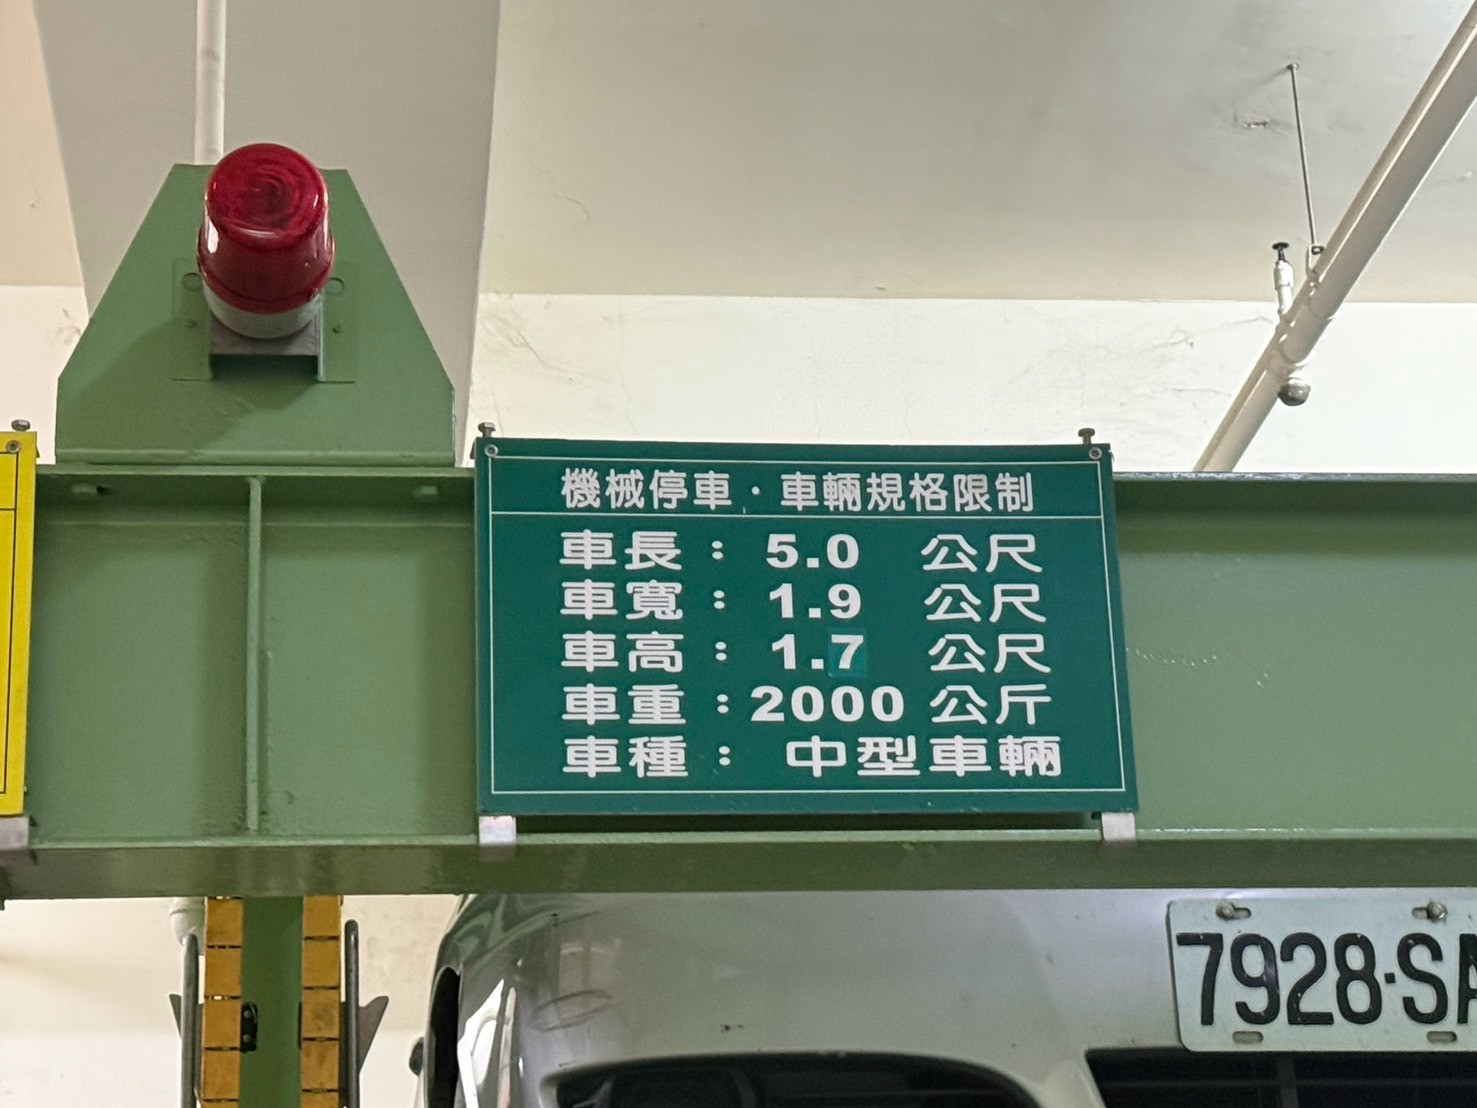 機械停車・車輛規格限制
車長：5.0 公尺
車寬：1.9 公尺
車高：1.7 公尺
車重：2000 公斤
車種：中型車輛
7928·SA